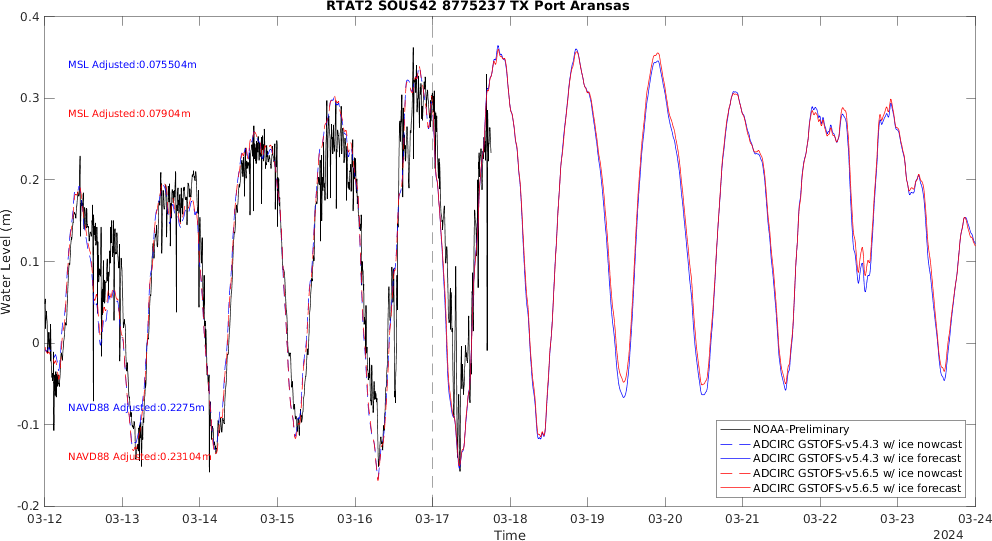 RTAT2 SOUS42 8775237 TX Port Aransas
0.4
0.3
0.2
0.1
0
-0.1
-0.2
Water Level (m)
MSL Adjusted:0.075504m
MSL Adjusted:0.07904m
NAVD88 Adjusted:0.2275m
NAVD88 Adjusted:0.23104m
NOAA-Preliminary
ADCIRC GSTOFS-v5.4.3 w/ ice nowcast
ADCIRC GSTOFS-v5.4.3 w/ ice forecast
ADCIRC GSTOFS-v5.6.5 w/ ice nowcast
ADCIRC GSTOFS-v5.6.5 w/ ice forecast
03-12 03-13 03-14 03-15 03-16 03-17 03-18 03-19 03-20 03-21 03-22 03-23 03-24
Time
2024